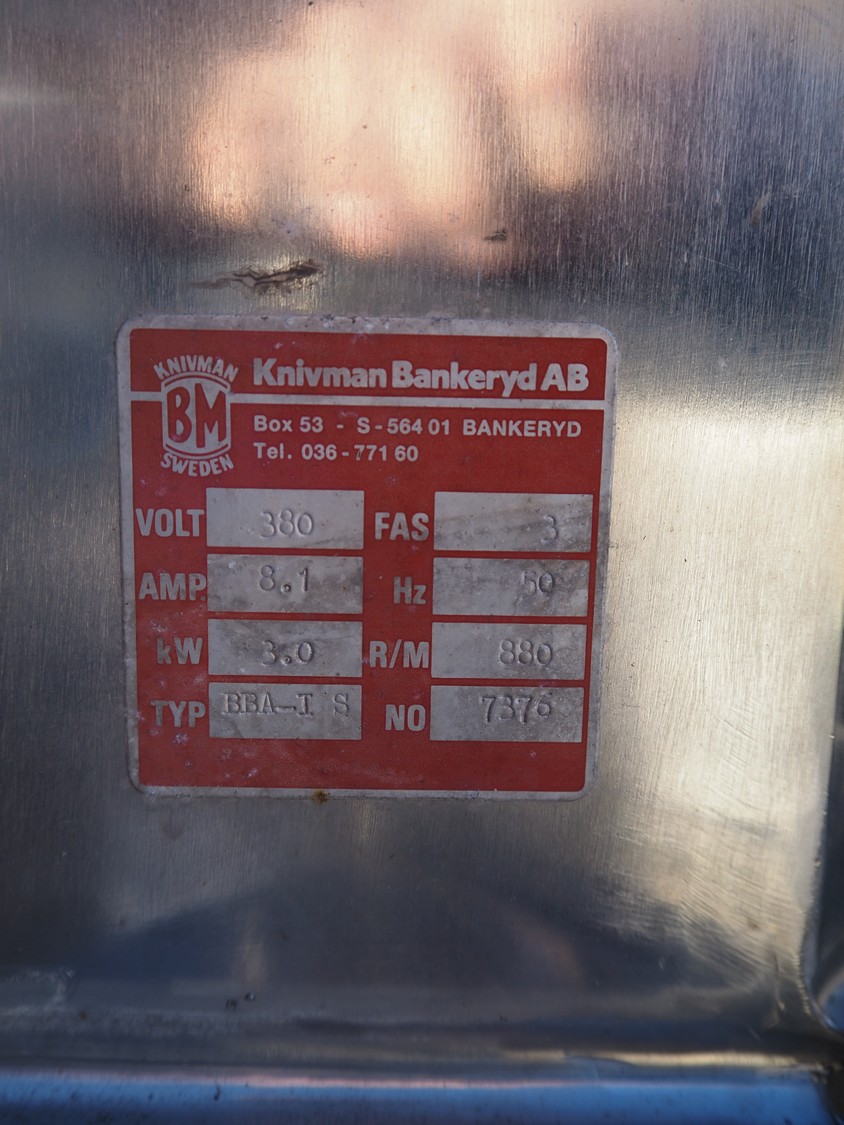 KNIVMAN
BM
SWEDEN
Knivman Bankeryd AB
Box 53 - S-564 01 BANKERYD
Tel. 036-771 60
VOLT 380 FAS 3
AMP. 8.1 Hz 50
kW 3.0 R/M 880
TYP BBA-I S NO 7376